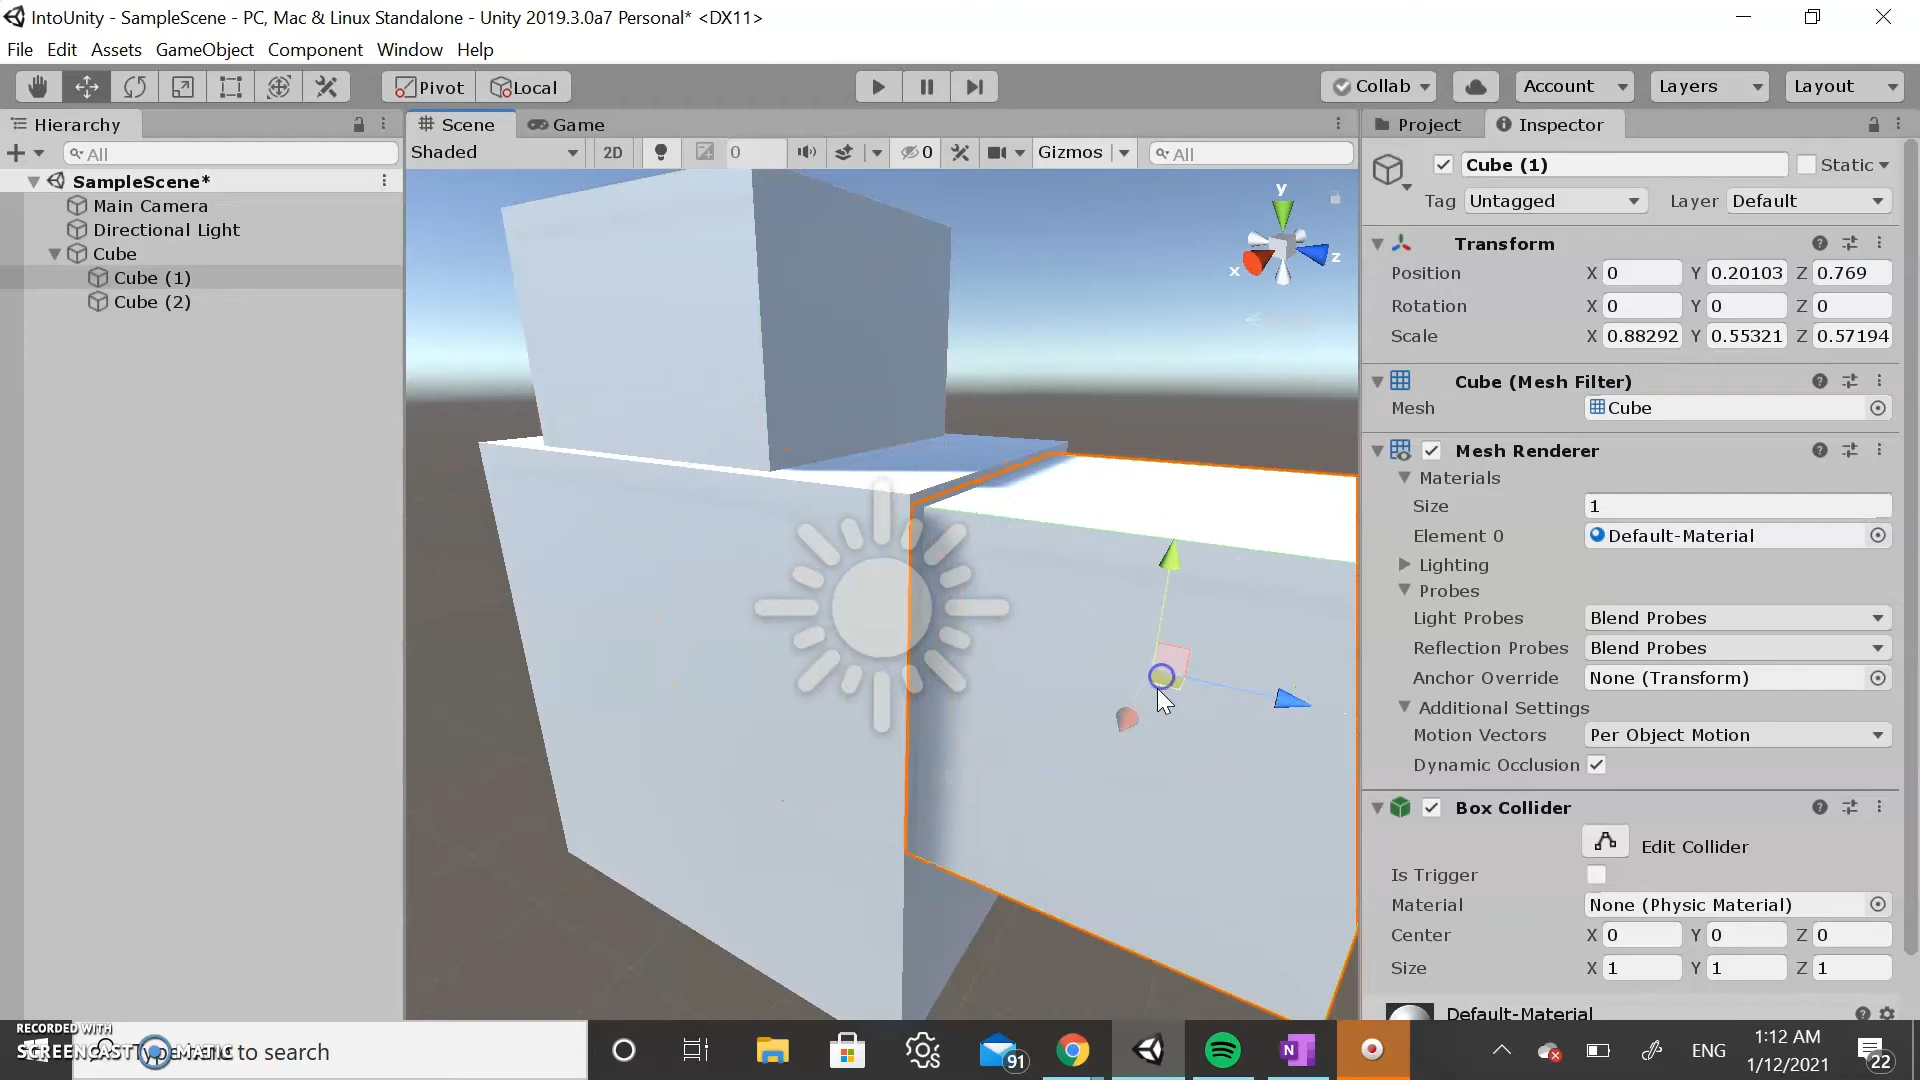 IntoUnity - SampleScene - PC, Mac & Linux Standalone - Unity 2019.3.0a7 Personal* <DX11>
File Edit Assets GameObject Component Window Help
Pivot Local Collab Account Layers Layout
Hierarchy Scene Game Project Inspector
All Shaded 2D 0 0 Gizmos All
SampleScene*
Main Camera
Directional Light
Cube
Cube (1)
Cube (2)
y
x
z
Cube (1) Static
Tag Untagged Layer Default
Transform
Position X 0 Y 0.20103 Z 0.769
Rotation X 0 Y 0 Z 0
Scale X 0.88292 Y 0.55321 Z 0.57194
Cube (Mesh Filter)
Mesh Cube
Mesh Renderer
Materials
Size 1
Element 0 Default-Material
Lighting
Probes
Light Probes Blend Probes
Reflection Probes Blend Probes
Anchor Override None (Transform)
Additional Settings
Motion Vectors Per Object Motion
Dynamic Occlusion
Box Collider
Edit Collider
Is Trigger
Material None (Physic Material)
Center X 0 Y 0 Z 0
Size X 1 Y 1 Z 1
Default-Material
RECORDED WITH
SCREENCAST MATIC
Type here to search
91
N
ENG
1:12 AM
1/12/2021
22